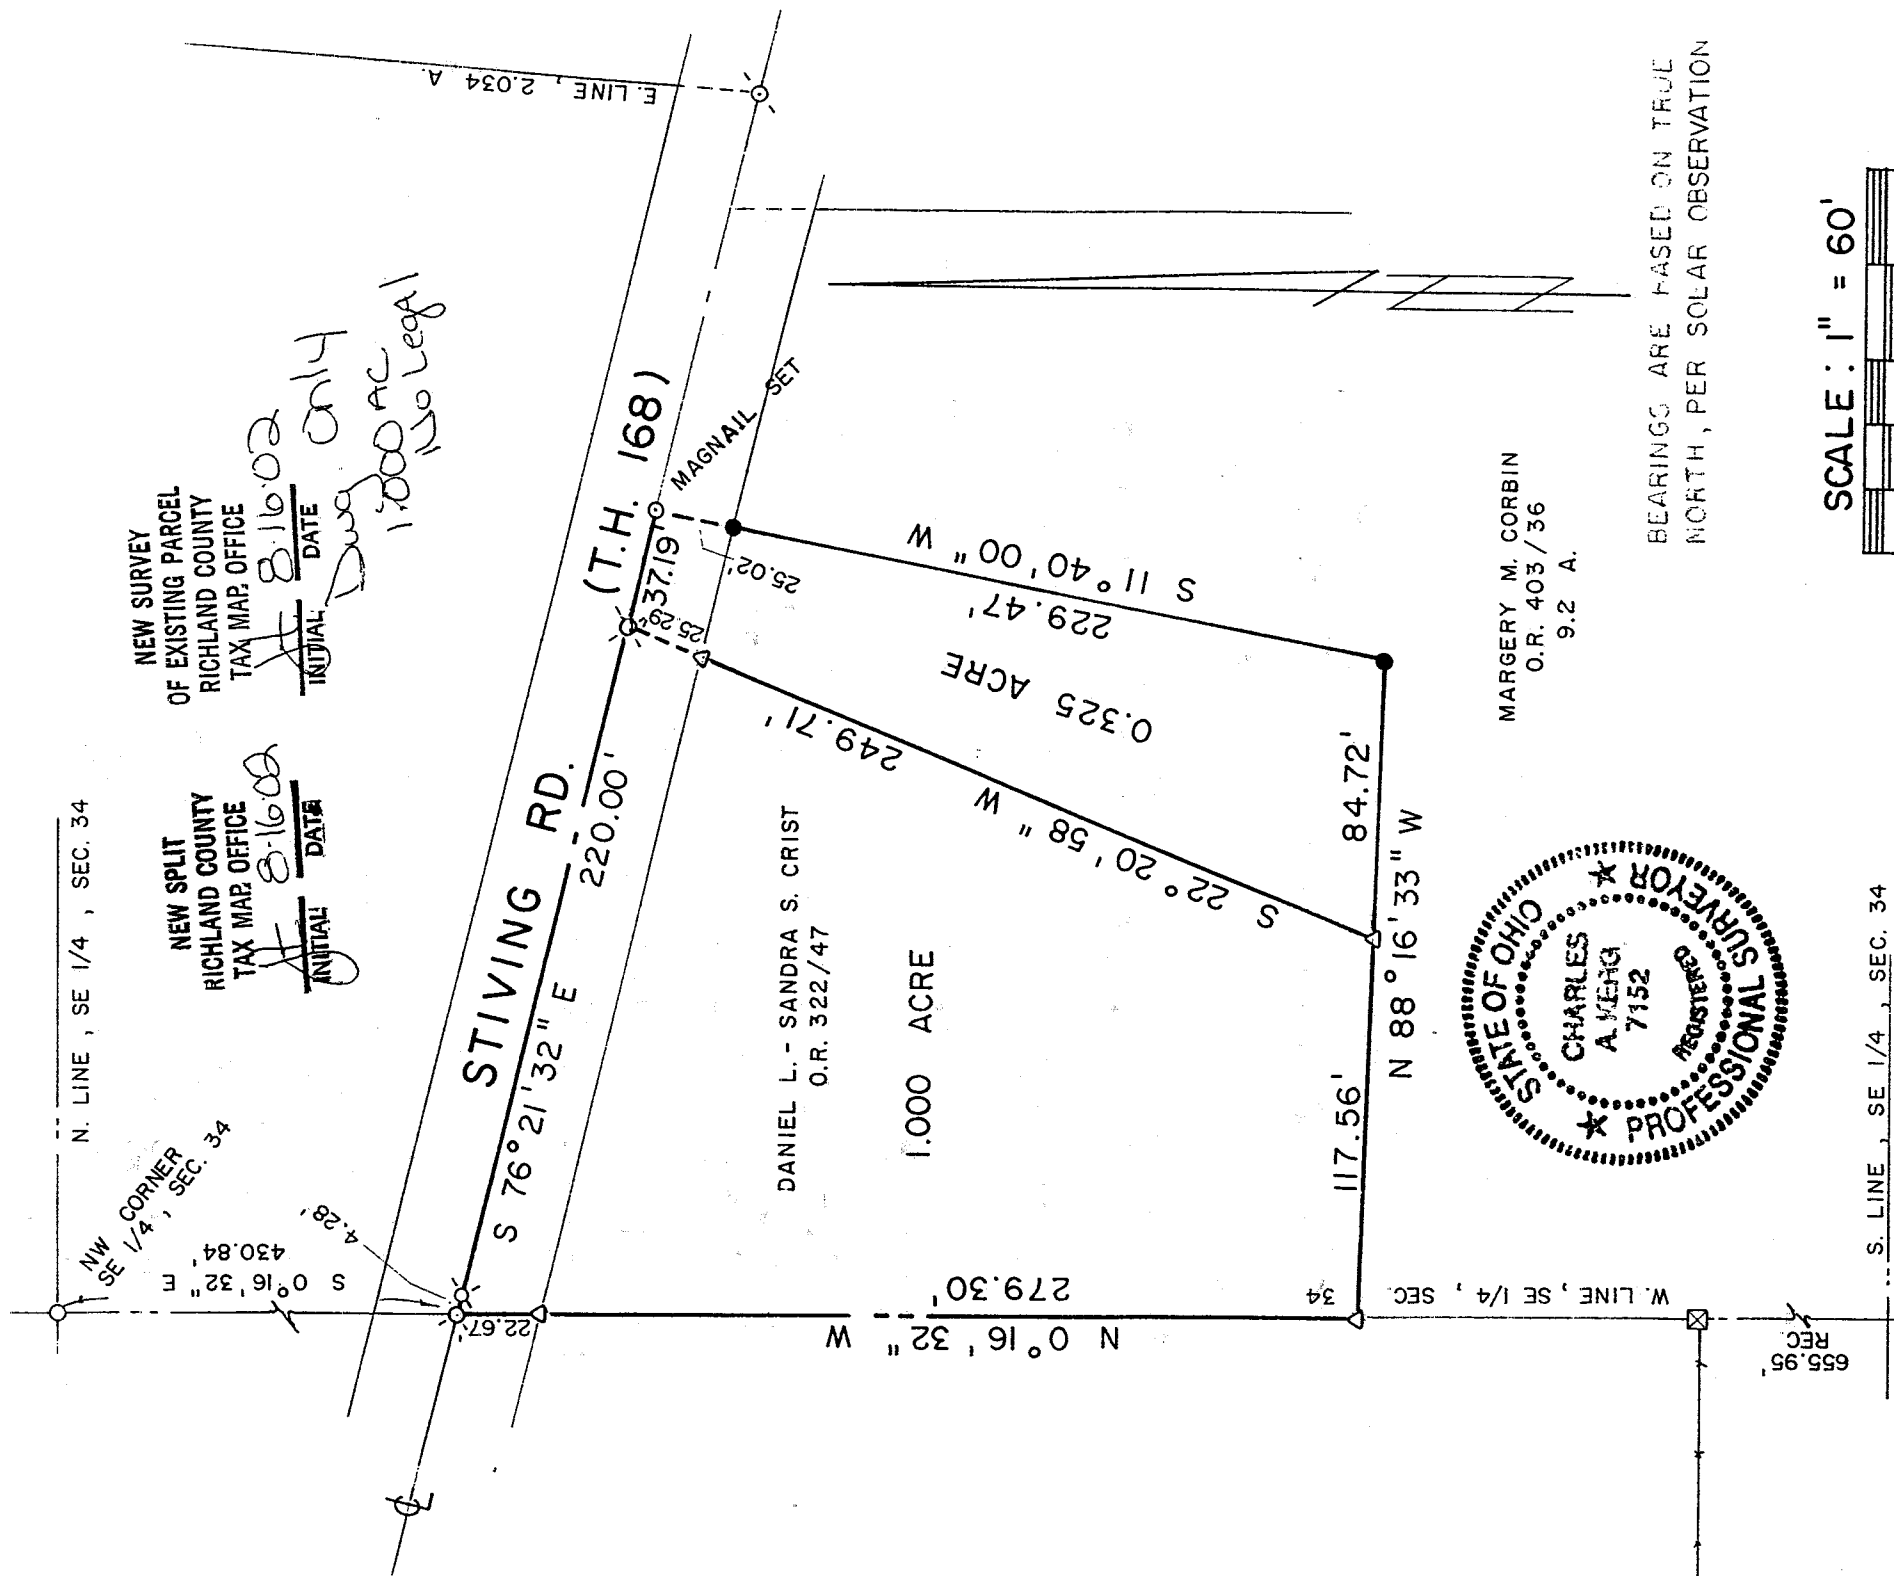 N. LINE , SE 1/4 , SEC. 34
NW CORNER
SE 1/4 , SEC. 34
S 0° 16' 32" E
430.84'
4.28'
NEW SPLIT
RICHLAND COUNTY
TAX MAP OFFICE
8-16-02
INITIAL DATE
NEW SURVEY
OF EXISTING PARCEL
RICHLAND COUNTY
TAX MAP OFFICE
8-16-02
INITIAL DATE
only
1.000 AC
No Legal
E. LINE , 2.034 A.
STIVING RD. (T.H. 168)
S 76° 21' 32" E
220.00'
37.19'
MAGNAIL SET
22.67'
25.29'
25.02'
DANIEL L. - SANDRA S. CRIST
O.R. 322/47
1.000 ACRE
N 0° 16' 32" W
279.30'
249.71'
S 22° 20' 58" W
0.325 ACRE
229.47'
S 11° 40' 00" W
117.56'
84.72'
N 88° 16' 33" W
W. LINE , SE 1/4 , SEC. 34
655.95'
REC.
S. LINE , SE 1/4 , SEC. 34
MARGERY M. CORBIN
O.R. 403 / 36
9.2 A.
STATE OF OHIO
CHARLES
7152
REGISTERED
PROFESSIONAL SURVEYOR
BEARINGS ARE BASED ON TRUE
NORTH , PER SOLAR OBSERVATION
SCALE : 1" = 60'